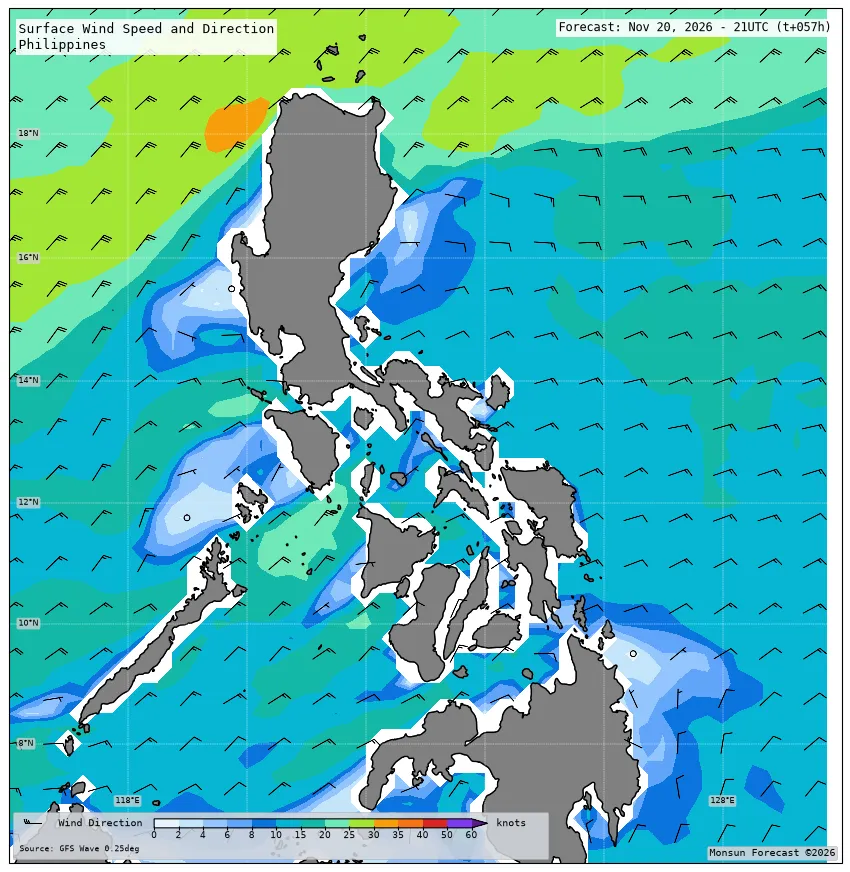 Surface Wind Speed and Direction
Philippines
Forecast: Nov 20, 2026 - 21UTC (t+057h)
18°N
16°N
14°N
12°N
10°N
8°N
118°E
128°E
Wind Direction
0 2 4 6 8 10 15 20 25 30 35 40 50 60
knots
Source: GFS Wave 0.25deg
Monsun Forecast ©2026